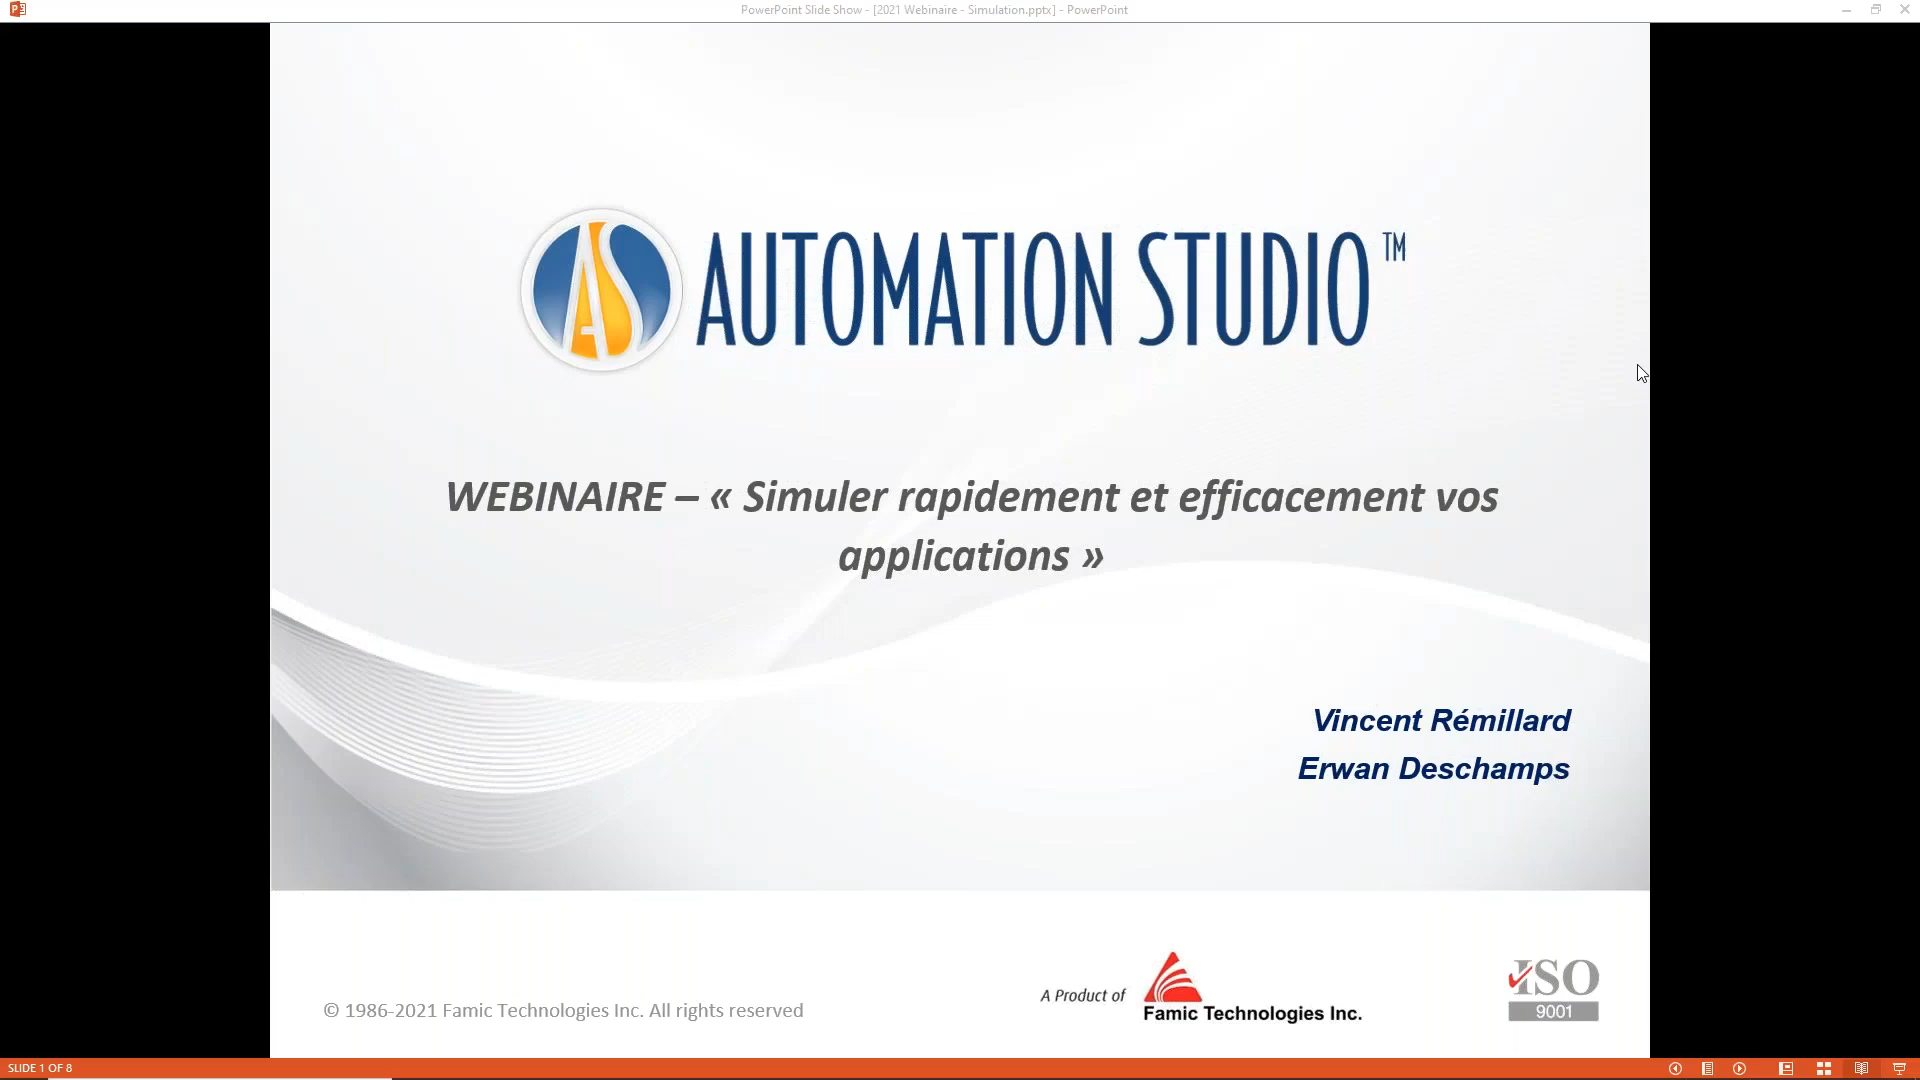 PowerPoint Slide Show - [2021 Webinaire - Simulation.pptx] - PowerPoint
AS
AUTOMATION STUDIO™
WEBINAIRE – « Simuler rapidement et efficacement vos
applications »
Vincent Rémillard
Erwan Deschamps
© 1986-2021 Famic Technologies Inc. All rights reserved
A Product of
Famic Technologies Inc.
ISO
9001
SLIDE 1 OF 8